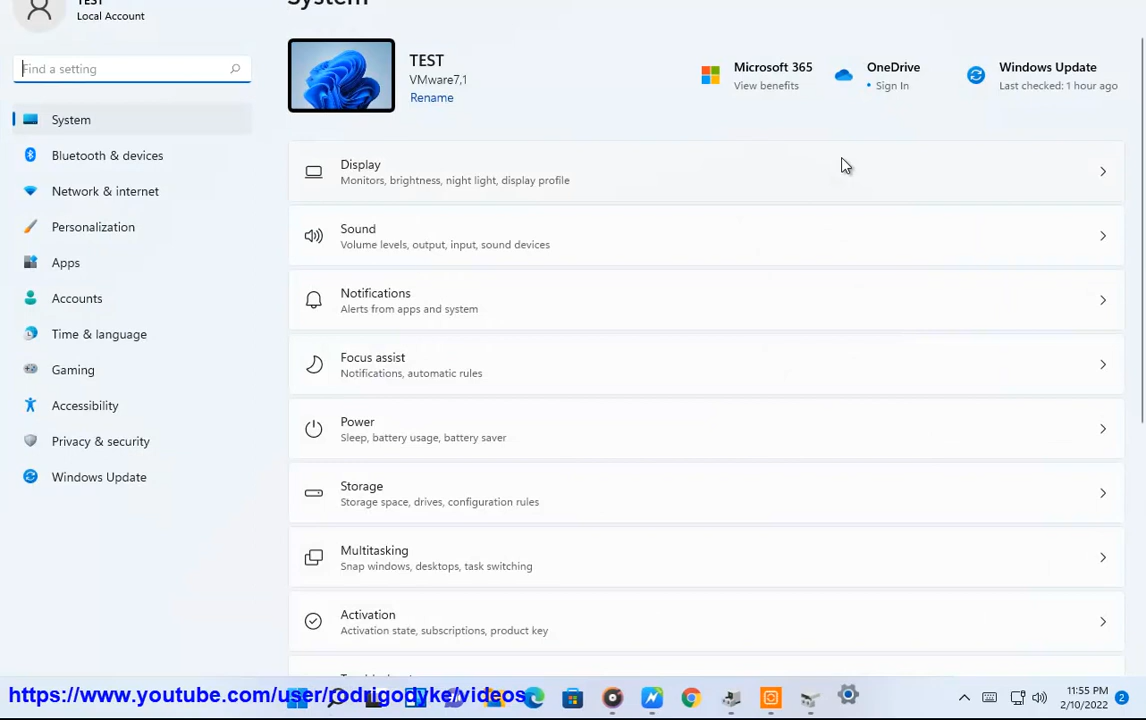 TEST
Local Account
System
Find a setting
TEST
VMware7,1
Rename
Microsoft 365
View benefits
OneDrive
• Sign In
Windows Update
Last checked: 1 hour ago
System
Bluetooth & devices
Network & internet
Personalization
Apps
Accounts
Time & language
Gaming
Accessibility
Privacy & security
Windows Update
Display
Monitors, brightness, night light, display profile
Sound
Volume levels, output, input, sound devices
Notifications
Alerts from apps and system
Focus assist
Notifications, automatic rules
Power
Sleep, battery usage, battery saver
Storage
Storage space, drives, configuration rules
Multitasking
Snap windows, desktops, task switching
Activation
Activation state, subscriptions, product key
https://www.youtube.com/user/rodrigodyke/videos
11:55 PM
2/10/2022
2